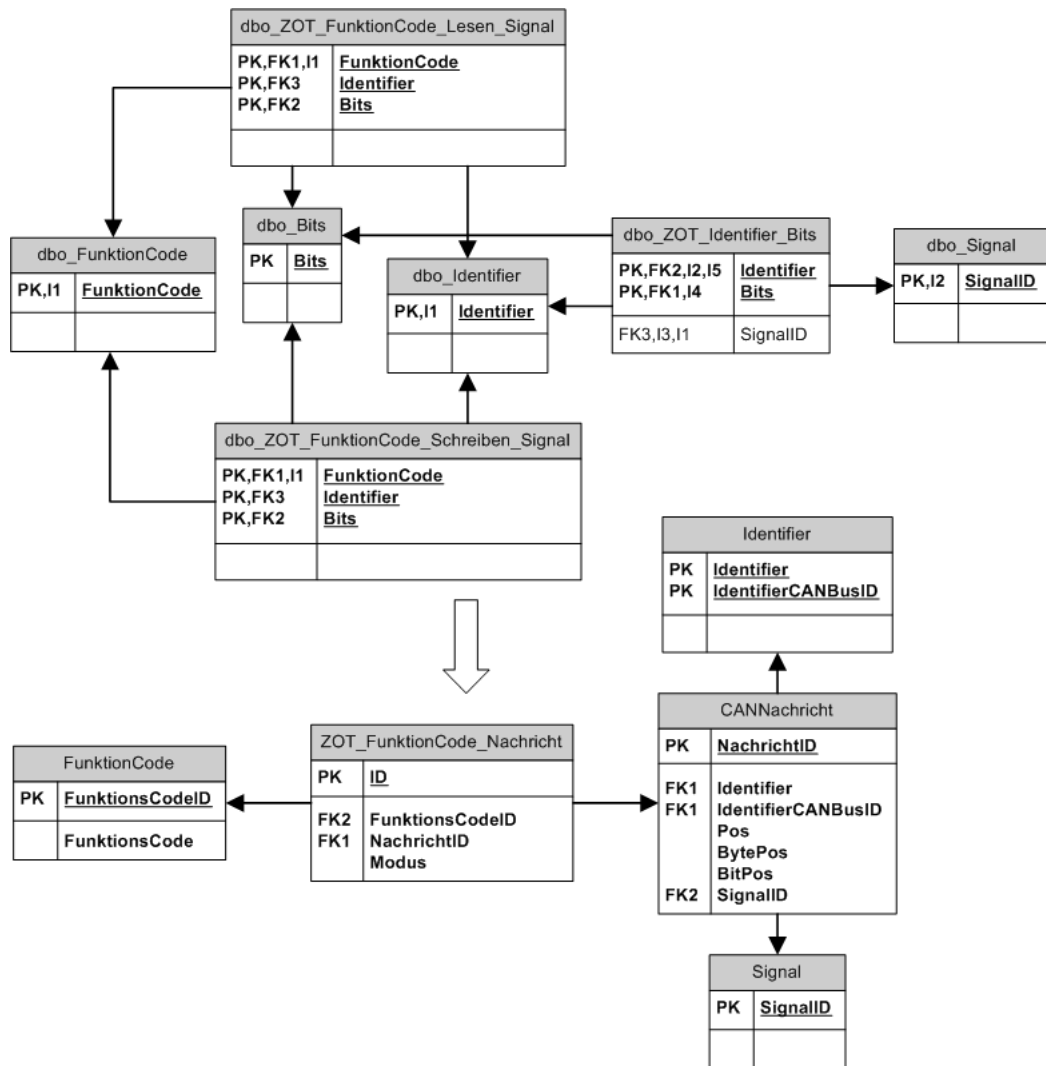 dbo_ZOT_FunktionCode_Lesen_Signal
PK,FK1,I1 FunktionCode
PK,FK3 Identifier
PK,FK2 Bits
dbo_FunktionCode
PK,I1 FunktionCode
dbo_Bits
PK Bits
dbo_Identifier
PK,I1 Identifier
dbo_ZOT_Identifier_Bits
PK,FK2,I2,I5 Identifier
PK,FK1,I4 Bits
FK3,I3,I1 SignalID
dbo_Signal
PK,I2 SignalID
dbo_ZOT_FunktionCode_Schreiben_Signal
PK,FK1,I1 FunktionCode
PK,FK3 Identifier
PK,FK2 Bits
Identifier
PK Identifier
PK IdentifierCANBusID
FunktionCode
PK FunktionsCodeID
FunktionsCode
ZOT_FunktionCode_Nachricht
PK ID
FK2 FunktionsCodeID
FK1 NachrichtID
Modus
CANNachricht
PK NachrichtID
FK1 Identifier
FK1 IdentifierCANBusID
Pos
BytePos
BitPos
FK2 SignalID
Signal
PK SignalID